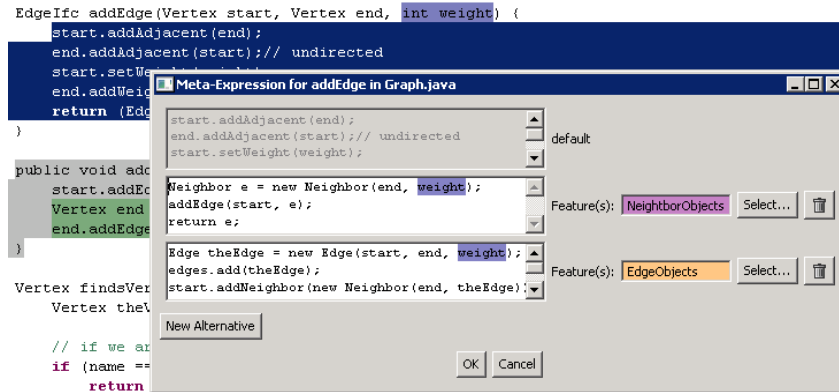 EdgeIfc addEdge(Vertex start, Vertex end, int weight) {
start.addAdjacent(end);
end.addAdjacent(start);// undirected
start.setWe
end.addWeig
return (Edg
}
public void add
start.addEd
Vertex end
end.addEdge
}
Vertex findsVer
Vertex theV
// if we ar
if (name ==
return
Meta-Expression for addEdge in Graph.java
start.addAdjacent(end);
end.addAdjacent(start);// undirected
start.setWeight(weight);
default
Neighbor e = new Neighbor(end, weight);
addEdge(start, e);
return e;
Feature(s): NeightborObjects Select...
Edge theEdge = new Edge(start, end, weight);
edges.add(theEdge);
start.addNeighbor(new Neighbor(end, theEdge));
Feature(s): EdgeObjects Select...
New Alternative
OK Cancel